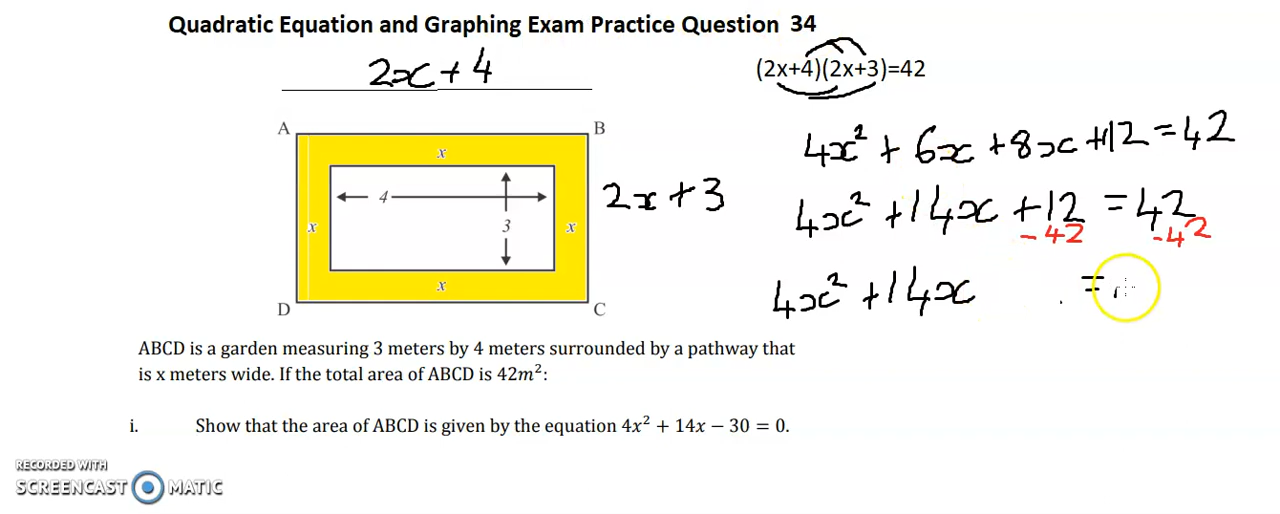 Quadratic Equation and Graphing Exam Practice Question 34
2x+4
(2x+4)(2x+3)=42
A
B
x
4
3
x
x
x
D
C
2x+3
4x²+6x+8x+12=42
4x²+14x+12=42
-42 -42
4x²+14x =
ABCD is a garden measuring 3 meters by 4 meters surrounded by a pathway that
is x meters wide. If the total area of ABCD is 42m²:
i. Show that the area of ABCD is given by the equation 4x² + 14x − 30 = 0.
RECORDED WITH
SCREENCAST MATIC